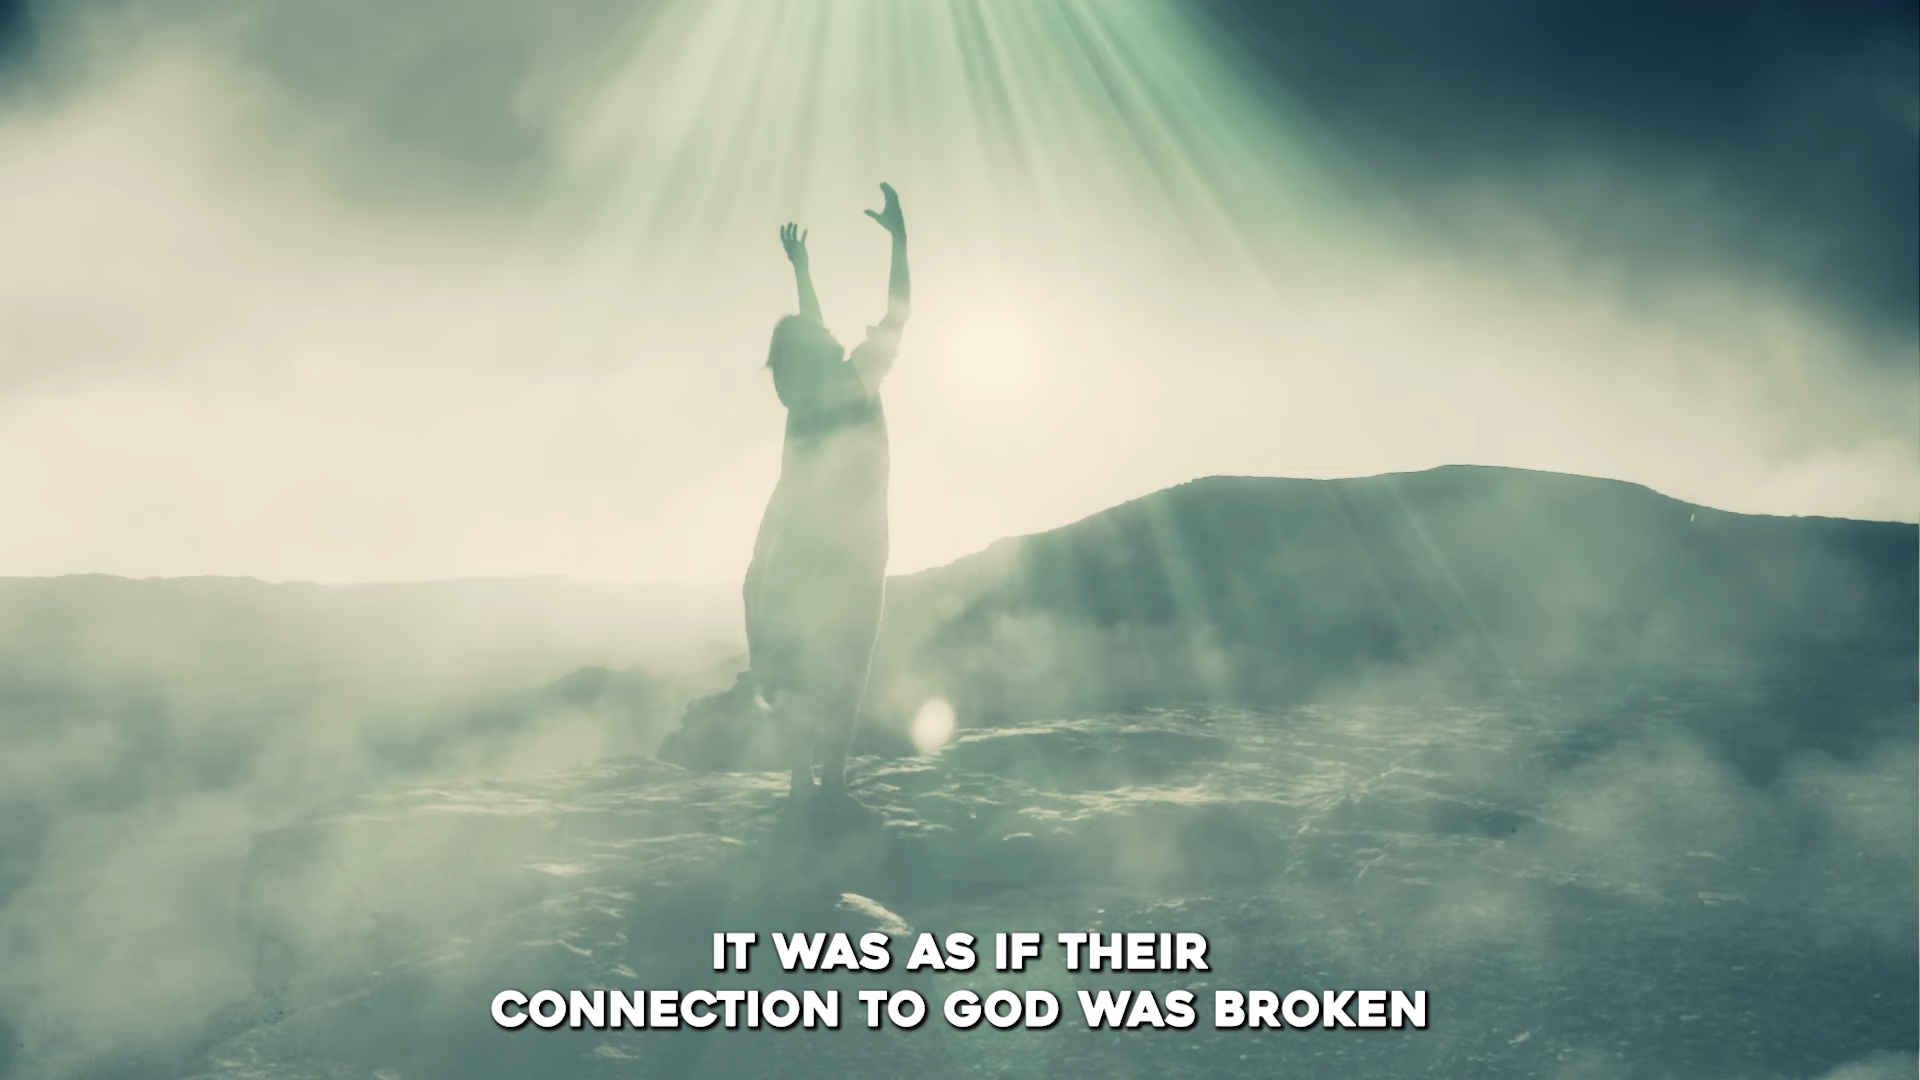 IT WAS AS IF THEIR
CONNECTION TO GOD WAS BROKEN